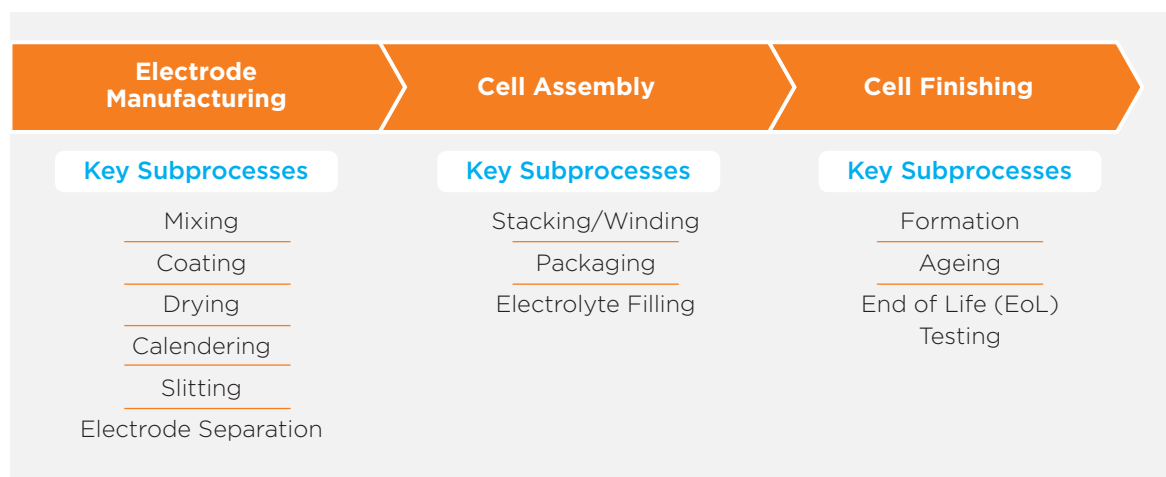 Electrode
Manufacturing
Cell Assembly
Cell Finishing
Key Subprocesses
Mixing
Coating
Drying
Calendering
Slitting
Electrode Separation
Key Subprocesses
Stacking/Winding
Packaging
Electrolyte Filling
Key Subprocesses
Formation
Ageing
End of Life (EoL)
Testing